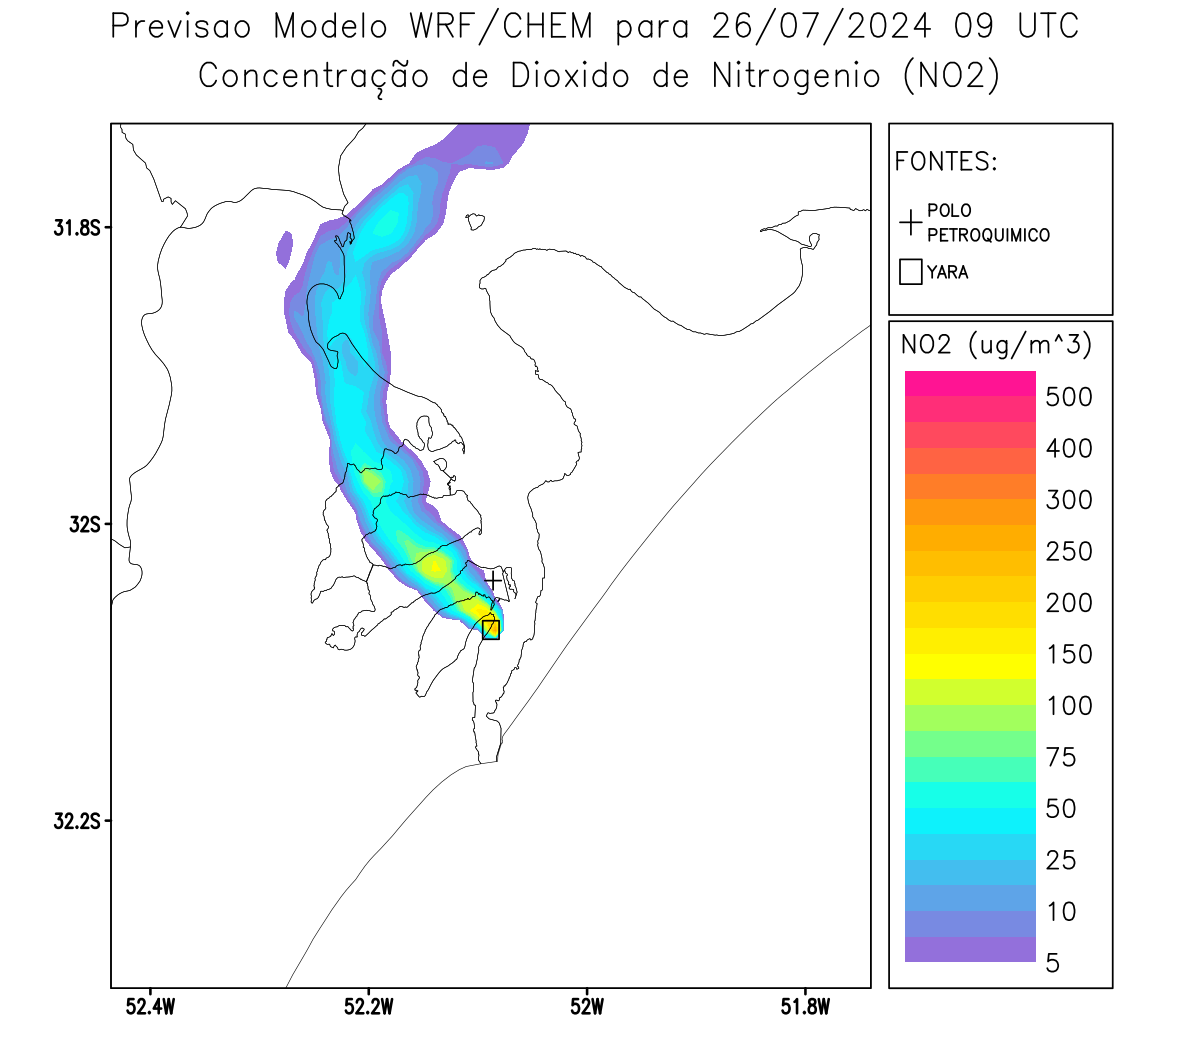 Previsao Modelo WRF/CHEM para 26/07/2024 09 UTC
Concentração de Dioxido de Nitrogenio (NO2)
FONTES:
POLO
PETROQUIMICO
YARA
NO2 (ug/m^3)
500
400
300
250
200
150
100
75
50
25
10
5
31.8S
32S
32.2S
52.4W
52.2W
52W
51.8W